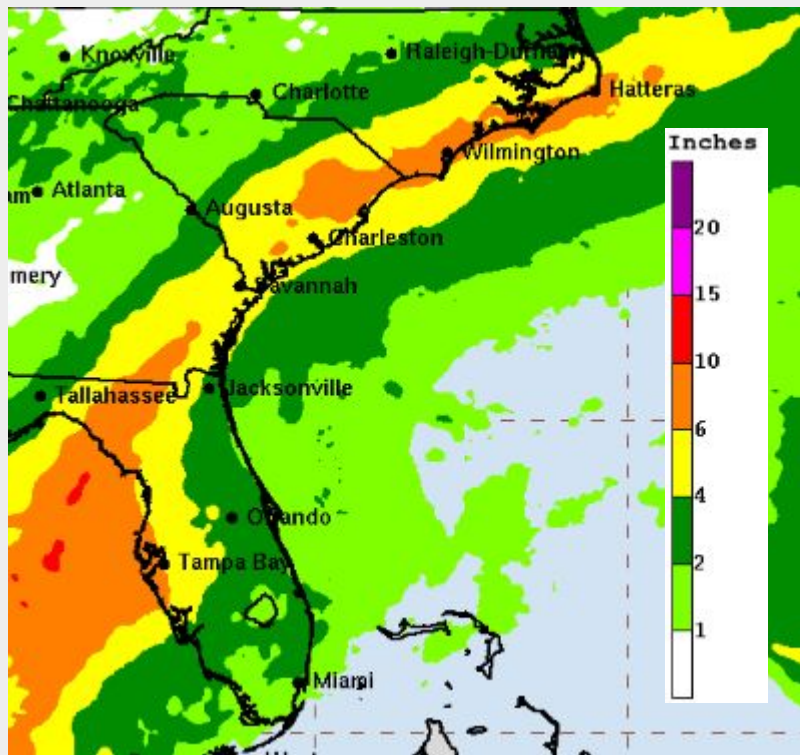 Knoxville
Raleigh-Durham
Chattanooga
Charlotte
Hatteras
Inches
Wilmington
am
Atlanta
Augusta
20
Charleston
mery
Savannah
15
10
Tallahassee
Jacksonville
6
4
Orlando
Tampa Bay
2
1
Miami